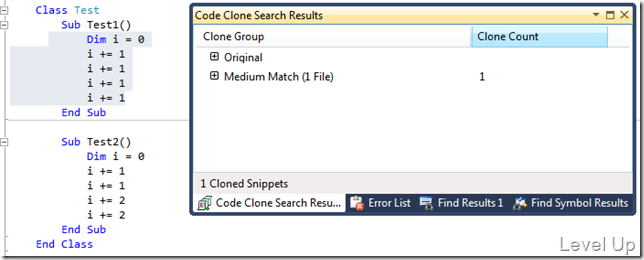 Class Test
Sub Test1()
Dim i = 0
i += 1
i += 1
i += 1
i += 1
End Sub
Sub Test2()
Dim i = 0
i += 1
i += 1
i += 2
i += 2
End Sub
End Class
Code Clone Search Results
Clone Group Clone Count
Original
Medium Match (1 File) 1
1 Cloned Snippets
Code Clone Search Resu... Error List Find Results 1 Find Symbol Results
Level Up